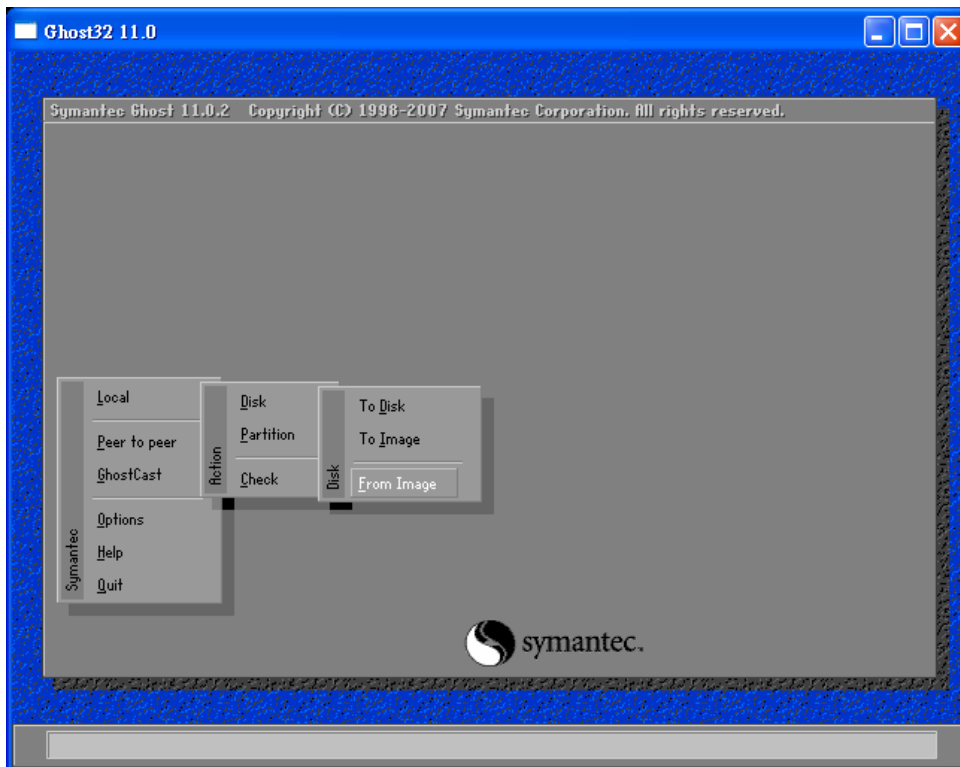 Ghost32 11.0
Symantec Ghost 11.0.2 Copyright (C) 1998-2007 Symantec Corporation. All rights reserved.
Local
Peer to peer
GhostCast
Options
Help
Quit
Symantec
Disk
Partition
Check
Action
To Disk
To Image
From Image
Disk
symantec.